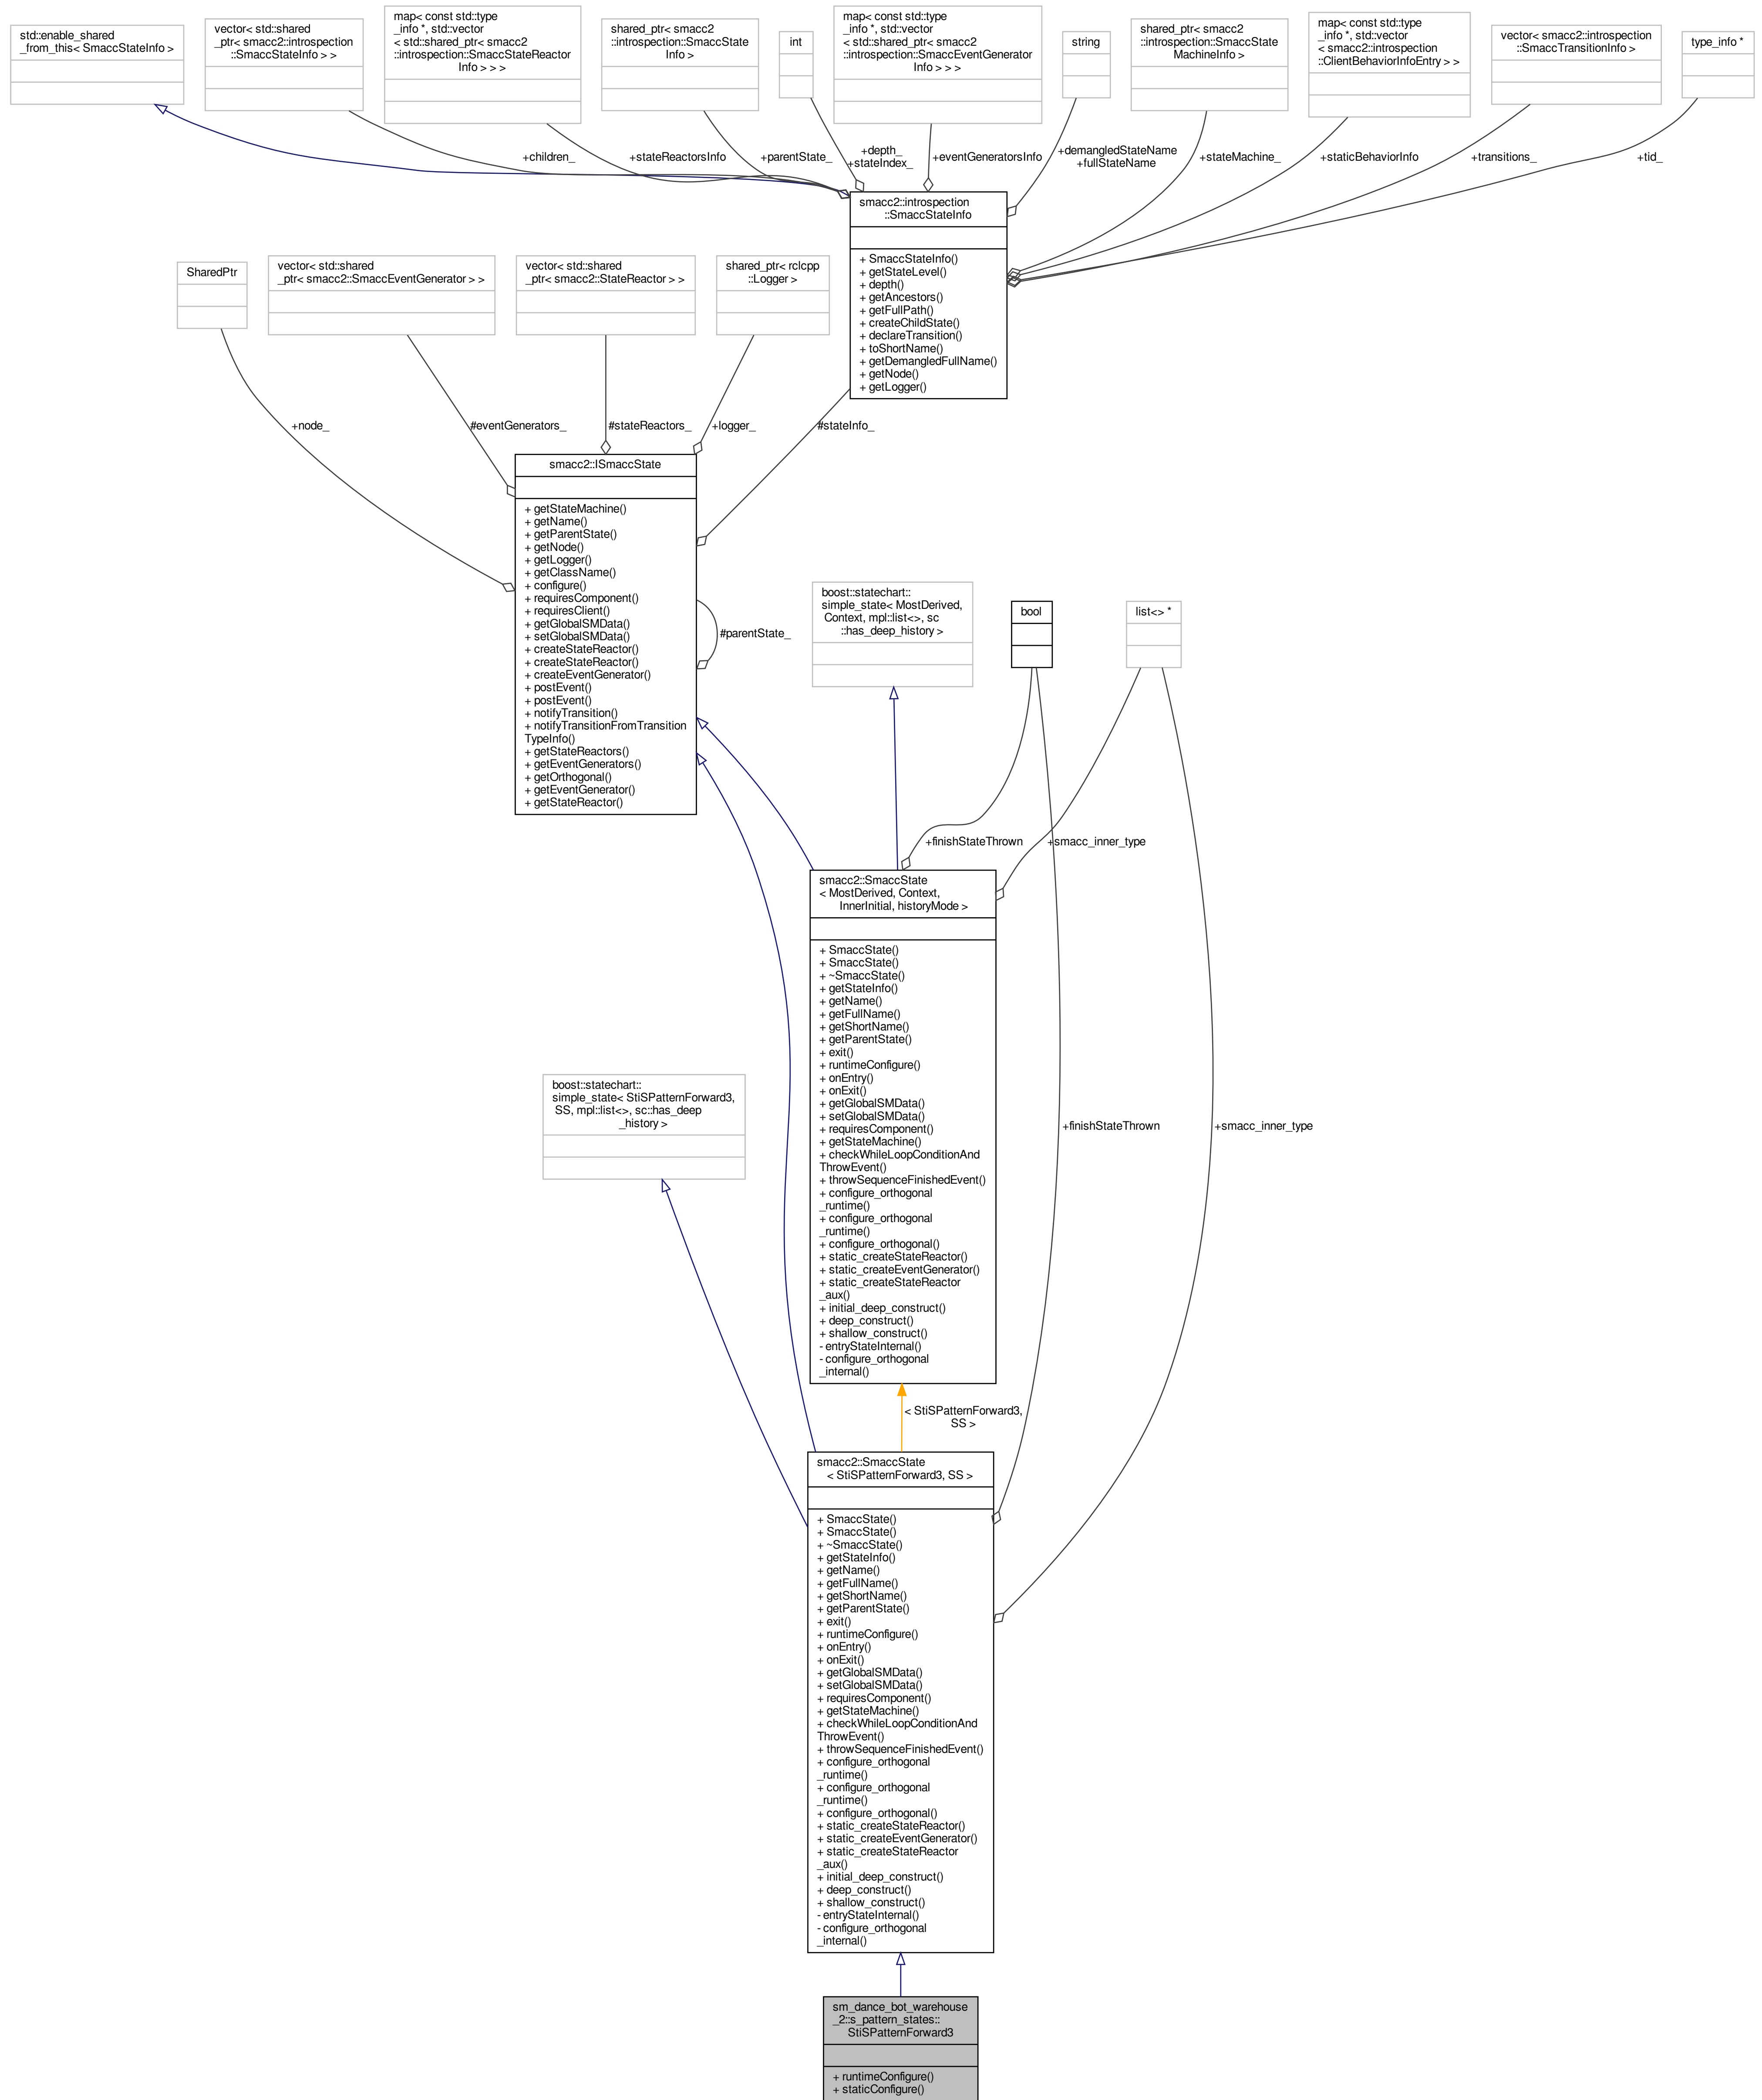 std::enable_shared
_from_this< SmaccStateInfo >
vector< std::shared
_ptr< smacc2::introspection
::SmaccStateInfo > >
map< const std::type
_info *, std::vector
< std::shared_ptr< smacc2
::introspection::SmaccStateReactor
Info > > >
shared_ptr< smacc2
::introspection::SmaccState
Info >
int
map< const std::type
_info *, std::vector
< std::shared_ptr< smacc2
::introspection::SmaccEventGenerator
Info > > >
string
shared_ptr< smacc2
::introspection::SmaccState
MachineInfo >
map< const std::type
_info *, std::vector
< smacc2::introspection
::ClientBehaviorInfoEntry > >
vector< smacc2::introspection
::SmaccTransitionInfo >
type_info *
+children_
+stateReactorsInfo
+parentState_
+depth_
+stateIndex_
+eventGeneratorsInfo
+demangledStateName
+fullStateName
+stateMachine_
+staticBehaviorInfo
+transitions_
+tid_
smacc2::introspection
::SmaccStateInfo
+ SmaccStateInfo()
+ getStateLevel()
+ depth()
+ getAncestors()
+ getFullPath()
+ createChildState()
+ declareTransition()
+ toShortName()
+ getDemangledFullName()
+ getNode()
+ getLogger()
SharedPtr
vector< std::shared
_ptr< smacc2::SmaccEventGenerator > >
vector< std::shared
_ptr< smacc2::StateReactor > >
shared_ptr< rclcpp
::Logger >
+node_
#eventGenerators_
#stateReactors_
+logger_
#stateInfo_
smacc2::ISmaccState
+ getStateMachine()
+ getName()
+ getParentState()
+ getNode()
+ getLogger()
+ getClassName()
+ configure()
+ requiresComponent()
+ requiresClient()
+ getGlobalSMData()
+ setGlobalSMData()
+ createStateReactor()
+ createStateReactor()
+ createEventGenerator()
+ postEvent()
+ postEvent()
+ notifyTransition()
+ notifyTransitionFromTransition
TypeInfo()
+ getStateReactors()
+ getEventGenerators()
+ getOrthogonal()
+ getEventGenerator()
+ getStateReactor()
#parentState_
boost::statechart::
simple_state< MostDerived,
Context, mpl::list<>, sc
::has_deep_history >
bool
list<> *
+finishStateThrown
+smacc_inner_type
smacc2::SmaccState
< MostDerived, Context,
InnerInitial, historyMode >
+ SmaccState()
+ SmaccState()
+ ~SmaccState()
+ getStateInfo()
+ getName()
+ getFullName()
+ getShortName()
+ getParentState()
+ exit()
+ runtimeConfigure()
+ onEntry()
+ onExit()
+ getGlobalSMData()
+ setGlobalSMData()
+ requiresComponent()
+ getStateMachine()
+ checkWhileLoopConditionAnd
ThrowEvent()
+ throwSequenceFinishedEvent()
+ configure_orthogonal
_runtime()
+ configure_orthogonal
_runtime()
+ configure_orthogonal()
+ static_createStateReactor()
+ static_createEventGenerator()
+ static_createStateReactor
_aux()
+ initial_deep_construct()
+ deep_construct()
+ shallow_construct()
- entryStateInternal()
- configure_orthogonal
_internal()
boost::statechart::
simple_state< StiSPatternForward3,
SS, mpl::list<>, sc::has_deep
_history >
+finishStateThrown
+smacc_inner_type
< StiSPatternForward3,
SS >
smacc2::SmaccState
< StiSPatternForward3, SS >
+ SmaccState()
+ SmaccState()
+ ~SmaccState()
+ getStateInfo()
+ getName()
+ getFullName()
+ getShortName()
+ getParentState()
+ exit()
+ runtimeConfigure()
+ onEntry()
+ onExit()
+ getGlobalSMData()
+ setGlobalSMData()
+ requiresComponent()
+ getStateMachine()
+ checkWhileLoopConditionAnd
ThrowEvent()
+ throwSequenceFinishedEvent()
+ configure_orthogonal
_runtime()
+ configure_orthogonal
_runtime()
+ configure_orthogonal()
+ static_createStateReactor()
+ static_createEventGenerator()
+ static_createStateReactor
_aux()
+ initial_deep_construct()
+ deep_construct()
+ shallow_construct()
- entryStateInternal()
- configure_orthogonal
_internal()
sm_dance_bot_warehouse
_2::s_pattern_states::
StiSPatternForward3
+ runtimeConfigure()
+ staticConfigure()